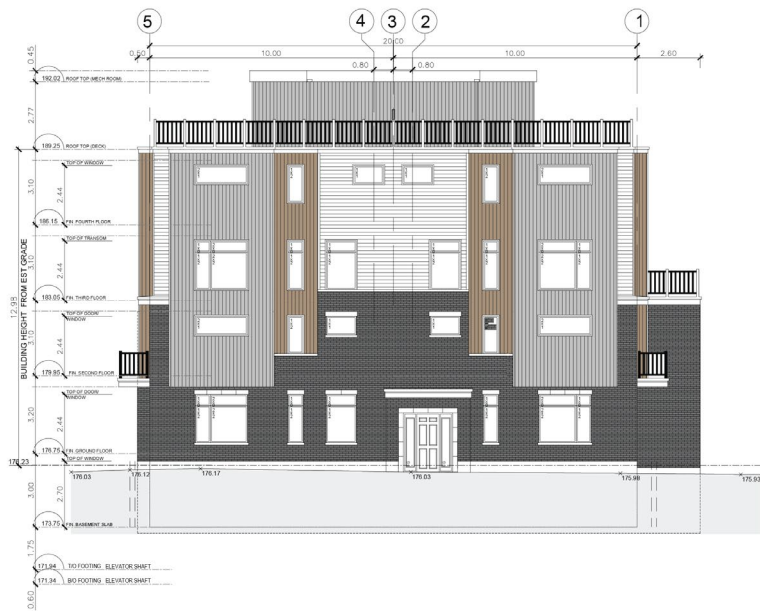 5 4 3 2 1
20.00
0.50 10.00 10.00 2.60
0.80 0.80
0.45
192.02 ROOF TOP (MECH ROOM)
2.77
189.25 ROOF TOP (DECK)
TOP OF WINDOW
3.10 2.44
186.15 FIN. FOURTH FLOOR
TOP OF TRANSOM
3.10 2.44
183.05 FIN. THIRD FLOOR
12.98
BUILDING HEIGHT FROM EST GRADE
TOP OF DOOR/
WINDOW
3.10 2.44
179.95 FIN. SECOND FLOOR
TOP OF DOOR/
WINDOW
3.20 2.44
176.75 FIN. GROUND FLOOR
TOP OF WINDOW
176.23
176.03 176.12 176.17 176.03 175.98 175.93
3.00 2.70
173.75 FIN. BASEMENT SLAB
1.75
171.94 T/O FOOTING ELEVATOR SHAFT
171.34 B/O FOOTING ELEVATOR SHAFT
0.60